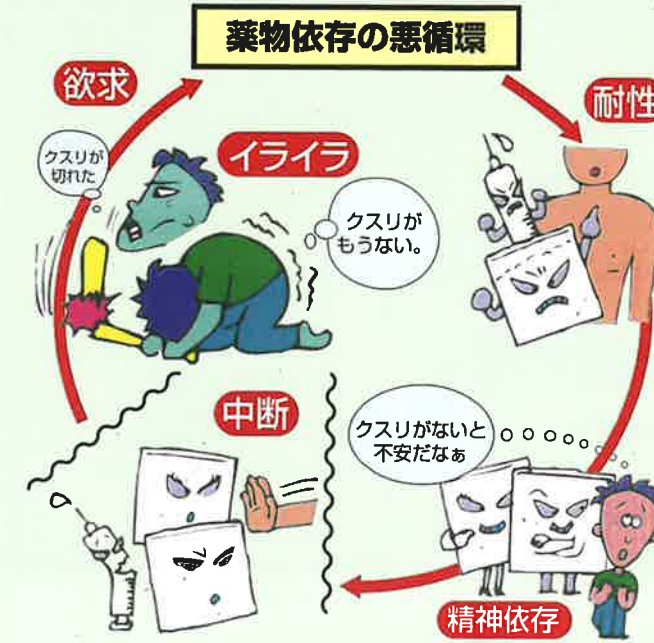 薬物依存の悪循環
欲求
耐性
クスリが
切れた
イライラ
クスリが
もうない。
中断
クスリがないと
不安だなぁ
精神依存